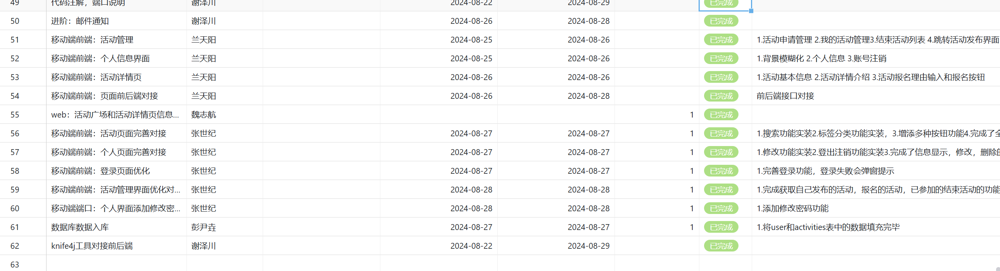 49 代码注解，端口说明 谢泽川 2024-08-22 2024-08-29 已完成
50 进阶：邮件通知 谢泽川 2024-08-26 2024-08-28 已完成
51 移动端前端：活动管理 兰天阳 2024-08-25 2024-08-26 已完成 1.活动申请管理 2.我的活动管理3.结束活动列表 4.跳转活动发布界面
52 移动端前端：个人信息界面 兰天阳 2024-08-25 2024-08-26 已完成 1.背景模糊化 2.个人信息 3.账号注销
53 移动端前端：活动详情页 兰天阳 2024-08-26 2024-08-26 已完成 1.活动基本信息 2.活动详情介绍 3.活动报名理由输入和报名按钮
54 移动端前端：页面前后端对接 兰天阳 2024-08-26 2024-08-28 已完成 前后端接口对接
55 web：活动广场和活动详情页信息... 魏志航 1 已完成
56 移动端前端：活动页面完善对接 张世纪 2024-08-27 2024-08-27 1 已完成 1.搜索功能实装2.标签分类功能实装，3.增添多种按钮功能4.完成了全
57 移动端前端：个人页面完善对接 张世纪 2024-08-27 2024-08-27 1 已完成 1.修改功能实装2.登出注销功能实装3.完成了信息显示，修改，删除的
58 移动端前端：登录页面优化 张世纪 2024-08-27 2024-08-27 1 已完成 1.完善登录功能，登录失败会弹窗提示
59 移动端前端：活动管理界面优化对... 张世纪 2024-08-28 2024-08-28 1 已完成 1.完成获取自己发布的活动，报名的活动，已参加的结束活动的功能
60 移动端端口：个人界面添加修改密... 张世纪 2024-08-28 2024-08-28 1 已完成 1.添加修改密码功能
61 数据库数据入库 彭尹垚 2024-08-27 2024-08-27 1 已完成 1.将user和activities表中的数据填充完毕
62 knife4j工具对接前后端 谢泽川 2024-08-22 2024-08-29 已完成
63